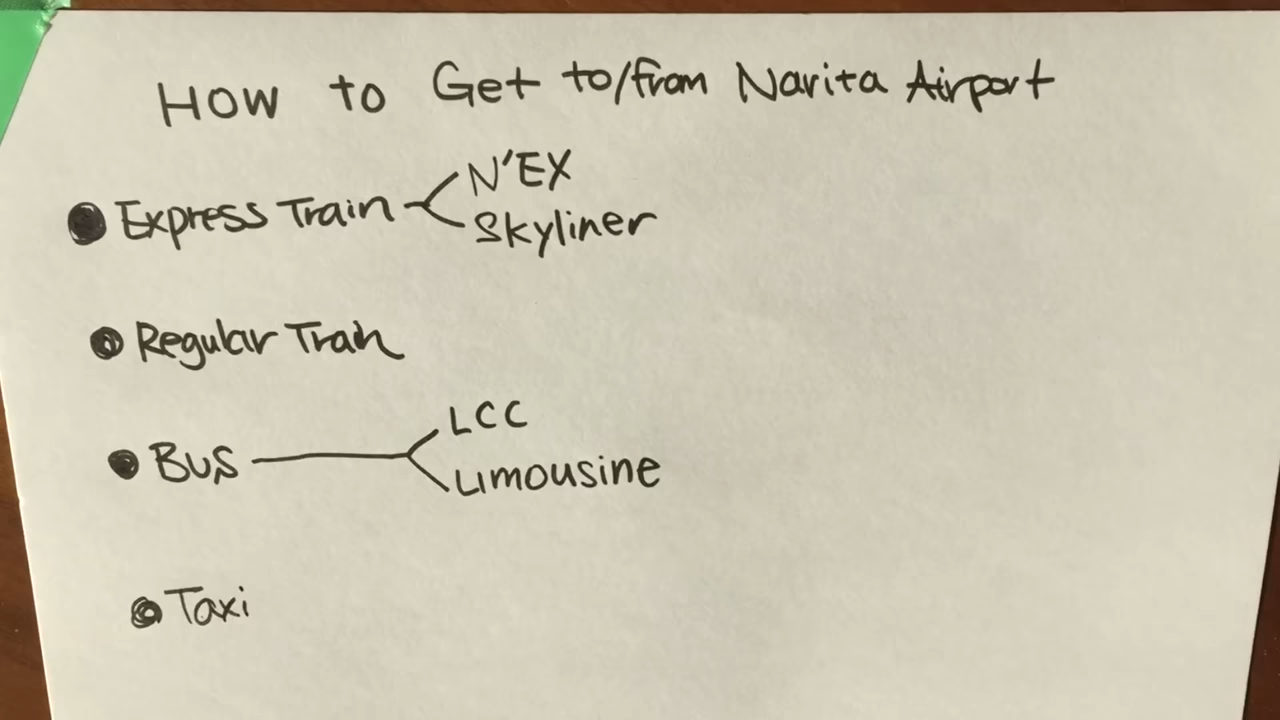 How to Get to/from Narita Airport
● Express Train < N'EX
Skyliner
● Regular Train
● Bus < LCC
Limousine
● Taxi